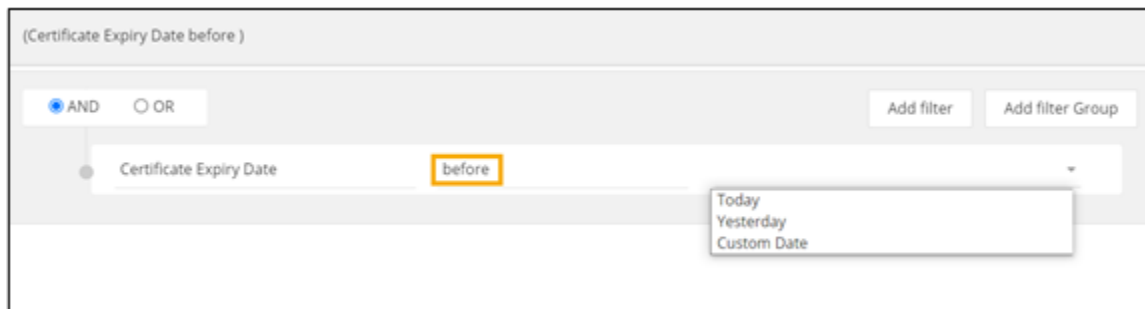 (Certificate Expiry Date before )
AND OR Add filter Add filter Group
Certificate Expiry Date before
Today
Yesterday
Custom Date